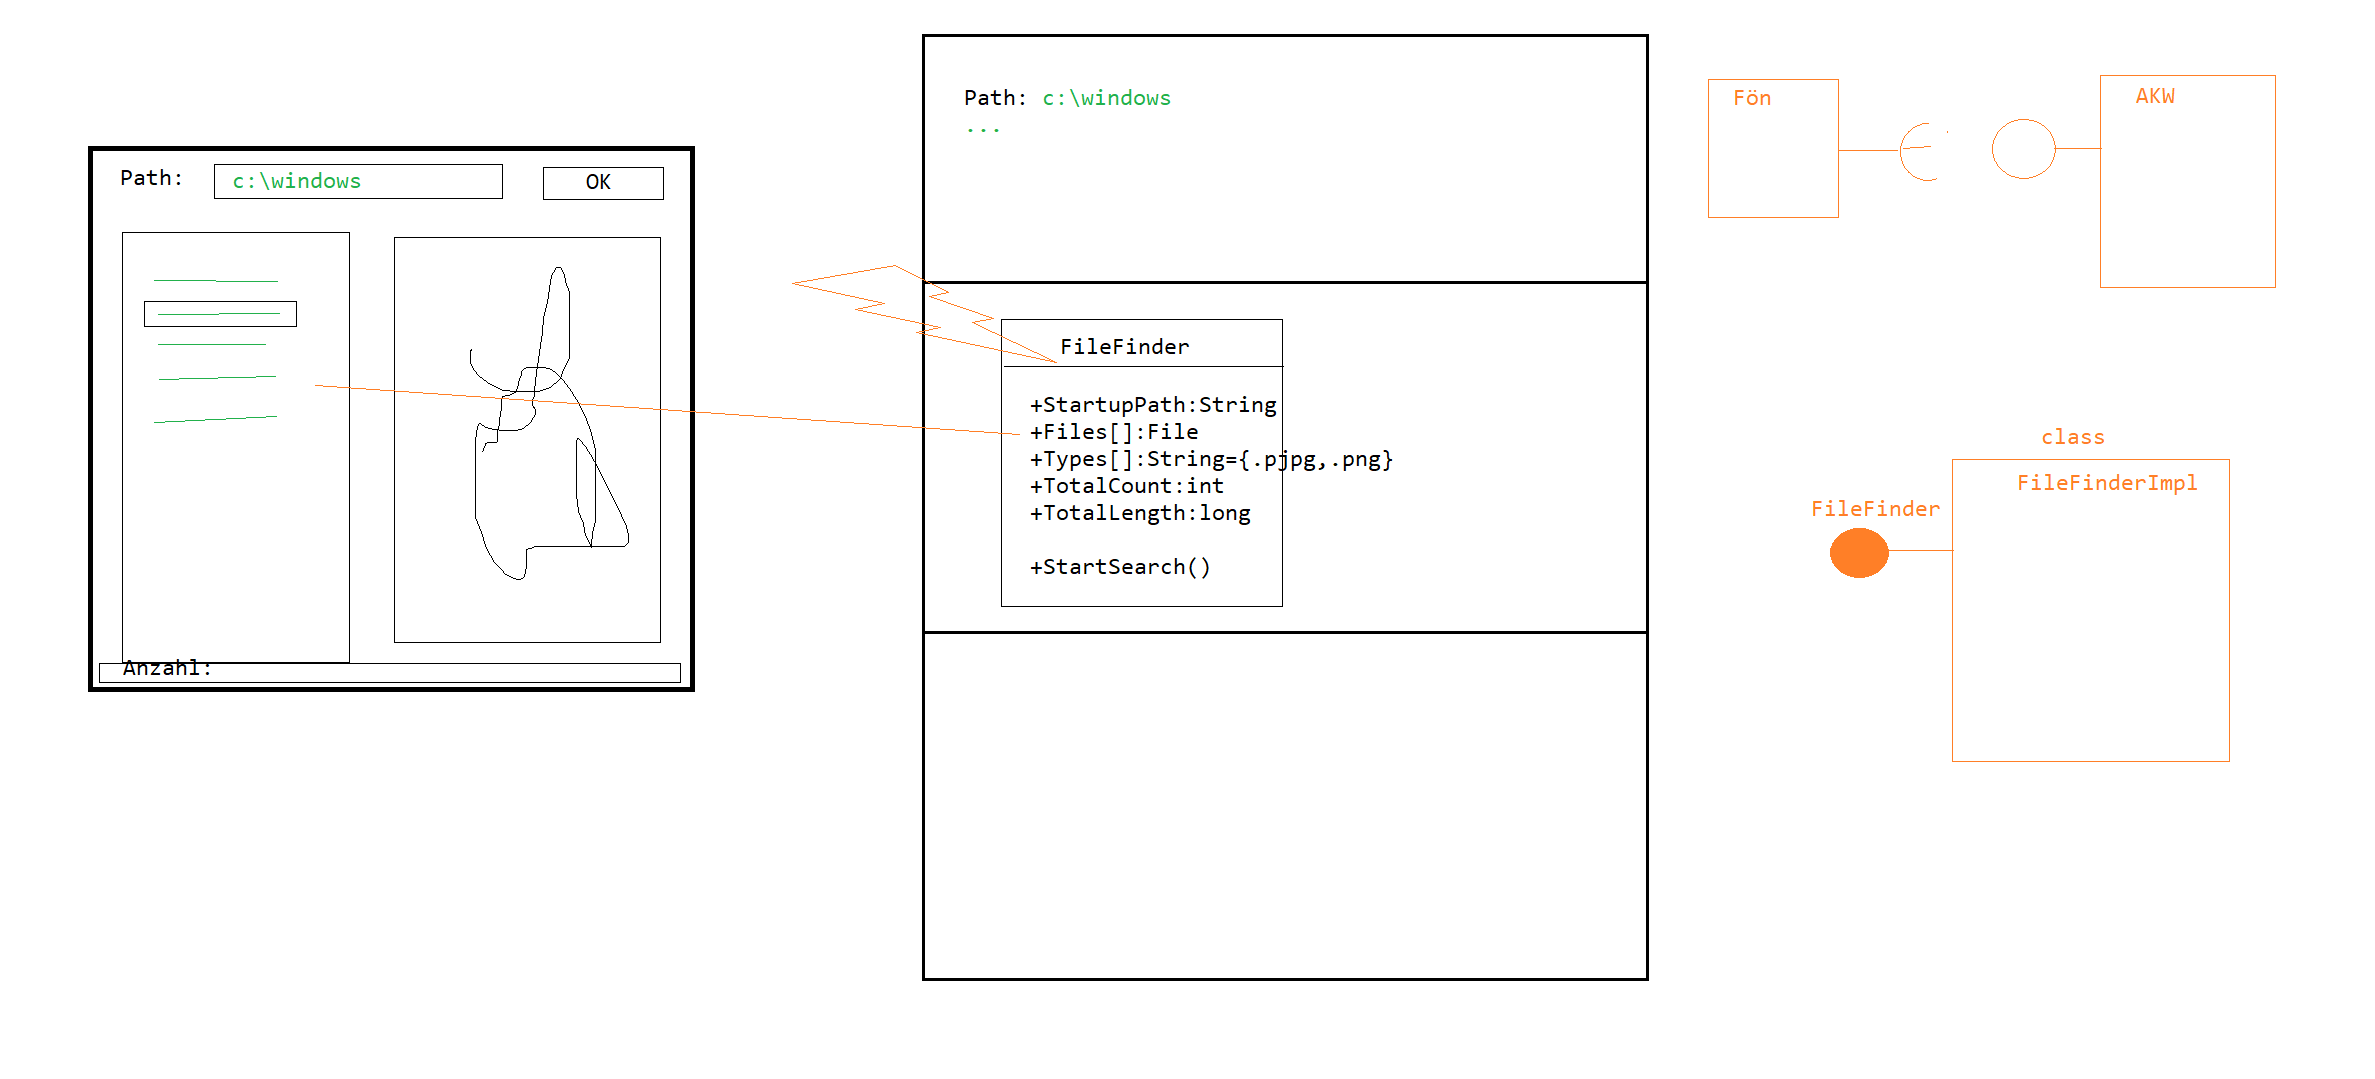 Path: c:\windows
OK
Anzahl:
Path: c:\windows
...
FileFinder
+StartupPath:String
+Files[]:File
+Types[]:String={.pjpg,.png}
+TotalCount:int
+TotalLength:long
+StartSearch()
Fön
AKW
class
FileFinderImpl
FileFinder